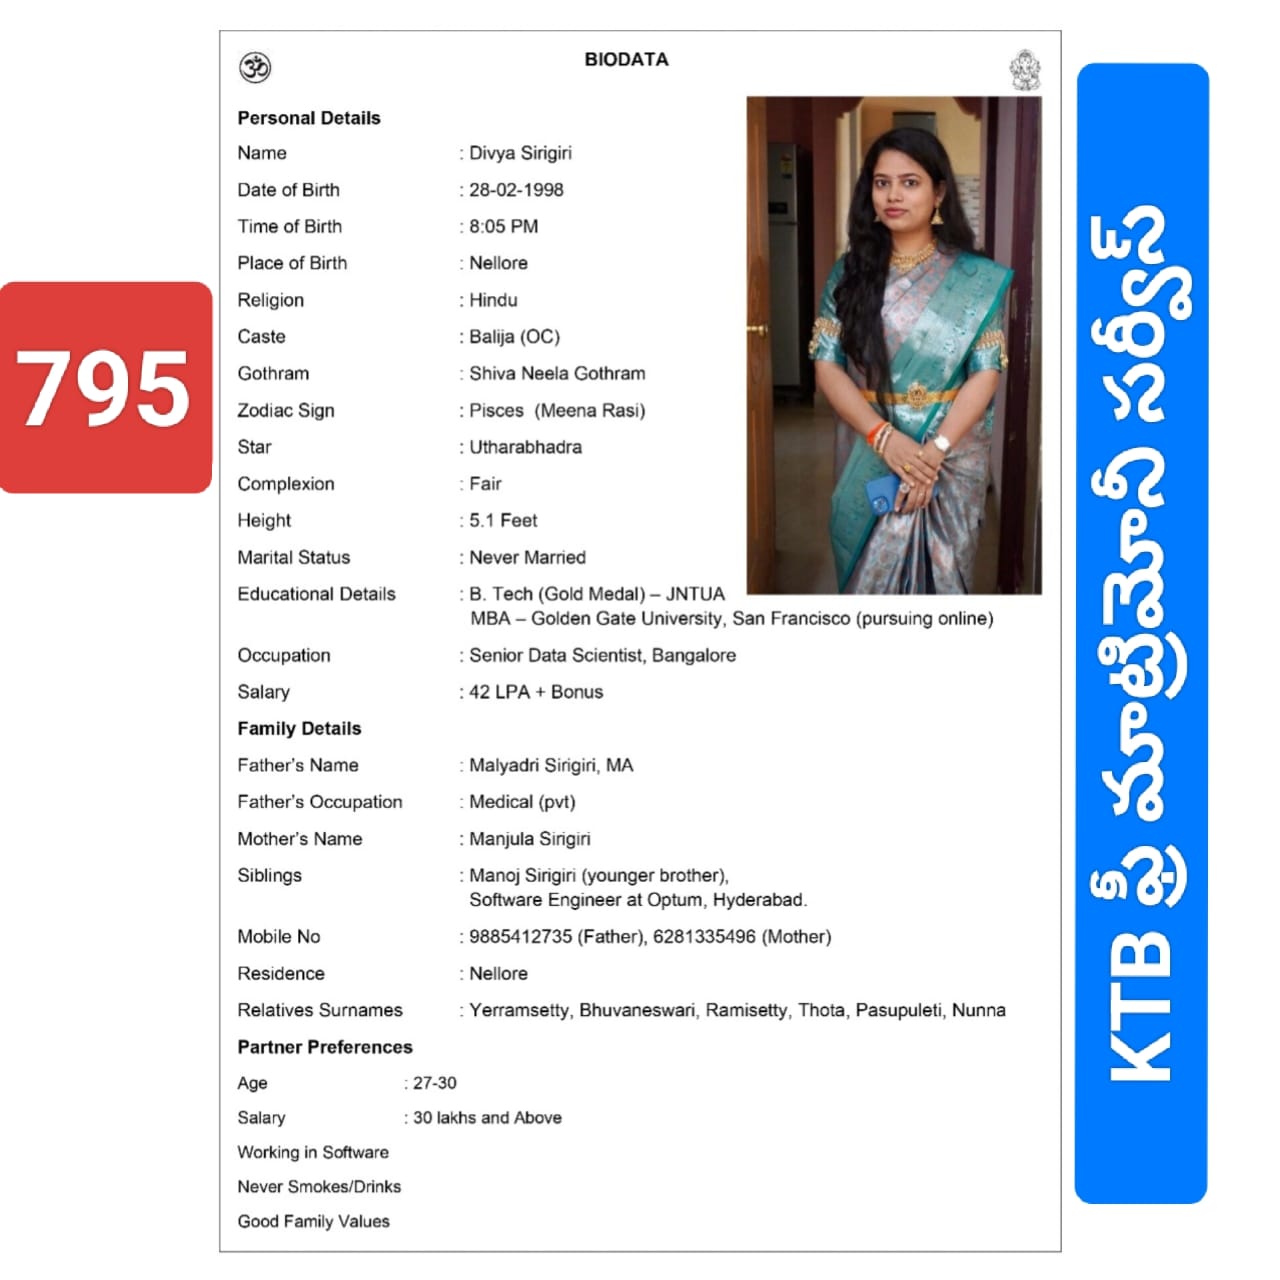 ॐ
BIODATA
Personal Details
Name : Divya Sirigiri
Date of Birth : 28-02-1998
Time of Birth : 8:05 PM
Place of Birth : Nellore
Religion : Hindu
Caste : Balija (OC)
Gothram : Shiva Neela Gothram
Zodiac Sign : Pisces (Meena Rasi)
Star : Utharabhadra
Complexion : Fair
Height : 5.1 Feet
Marital Status : Never Married
Educational Details : B. Tech (Gold Medal) – JNTUA
MBA – Golden Gate University, San Francisco (pursuing online)
Occupation : Senior Data Scientist, Bangalore
Salary : 42 LPA + Bonus
Family Details
Father's Name : Malyadri Sirigiri, MA
Father's Occupation : Medical (pvt)
Mother's Name : Manjula Sirigiri
Siblings : Manoj Sirigiri (younger brother),
Software Engineer at Optum, Hyderabad.
Mobile No : 9885412735 (Father), 6281335496 (Mother)
Residence : Nellore
Relatives Surnames : Yerramsetty, Bhuvaneswari, Ramisetty, Thota, Pasupuleti, Nunna
Partner Preferences
Age : 27-30
Salary : 30 lakhs and Above
Working in Software
Never Smokes/Drinks
Good Family Values
795
KTB ఫ్రీ మాట్రిమోనీ సర్వీస్